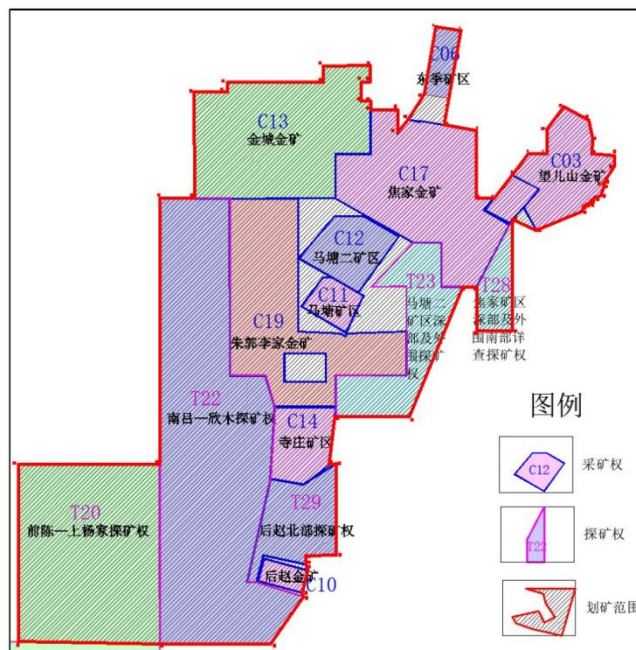 C06
东季矿区
C13
金城金矿
C03
望儿山金矿
C17
焦家金矿
C12
马塘二矿区
C11
马塘矿区
T23
马塘二
矿区深
部及外
围探矿
权
T28
焦家矿区
深部及外
围南部详
查探矿权
C19
朱郭李家金矿
T22
南吕一欣木探矿权
C14
寺庄矿区
T29
后赵北部探矿权
后赵金矿
C10
T20
前陈一上杨家探矿权
图例
C12
采矿权
T22
探矿权
划矿范围